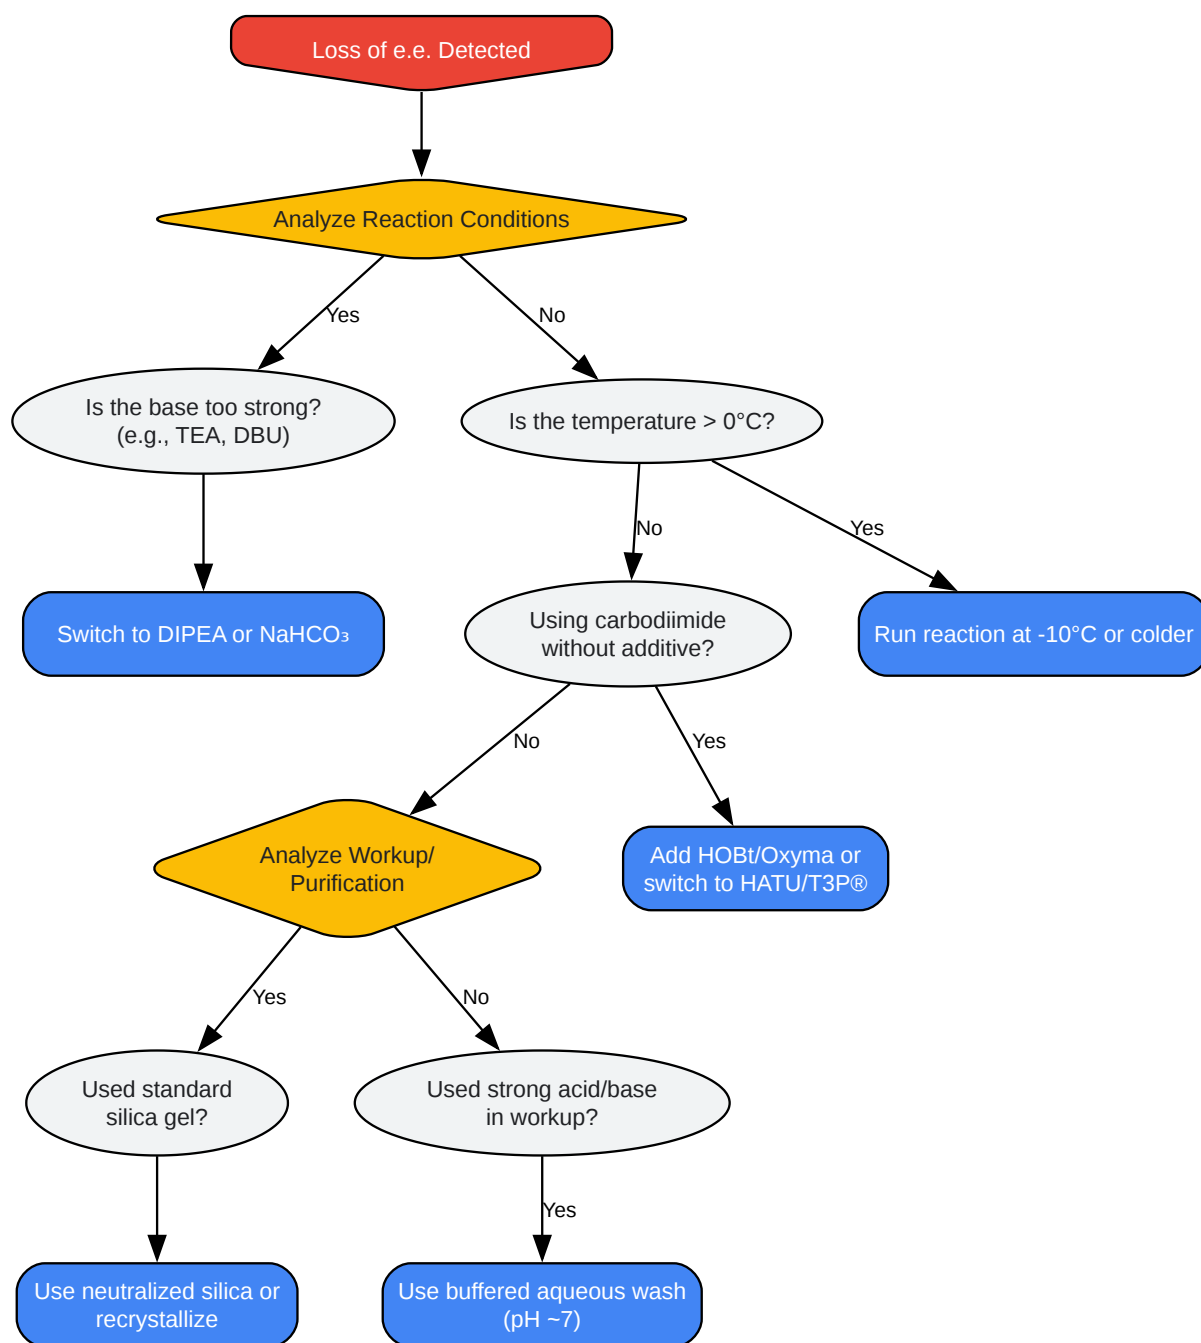 Loss of e.e. Detected
Analyze Reaction Conditions
Yes
No
Is the base too strong?
(e.g., TEA, DBU)
Is the temperature > 0°C?
No
Yes
Switch to DIPEA or NaHCO₃
Using carbodiimide
without additive?
Run reaction at -10°C or colder
No
Yes
Analyze Workup/
Purification
Add HOBt/Oxyma or
switch to HATU/T3P®
Yes
No
Used standard
silica gel?
Used strong acid/base
in workup?
Yes
Use neutralized silica or
recrystallize
Use buffered aqueous wash
(pH ~7)